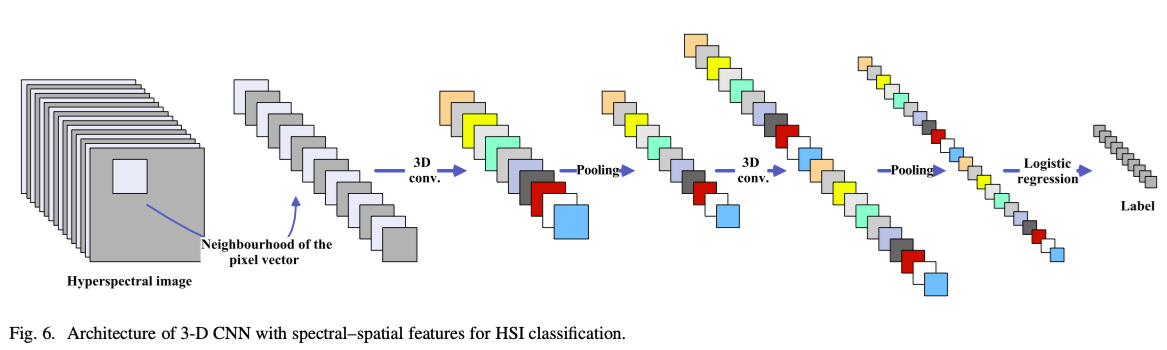 Hyperspectral image
Neighbourhood of the
pixel vector
3D
conv.
Pooling
3D
conv.
Pooling
Logistic
regression
Label
Fig. 6. Architecture of 3-D CNN with spectral–spatial features for HSI classification.